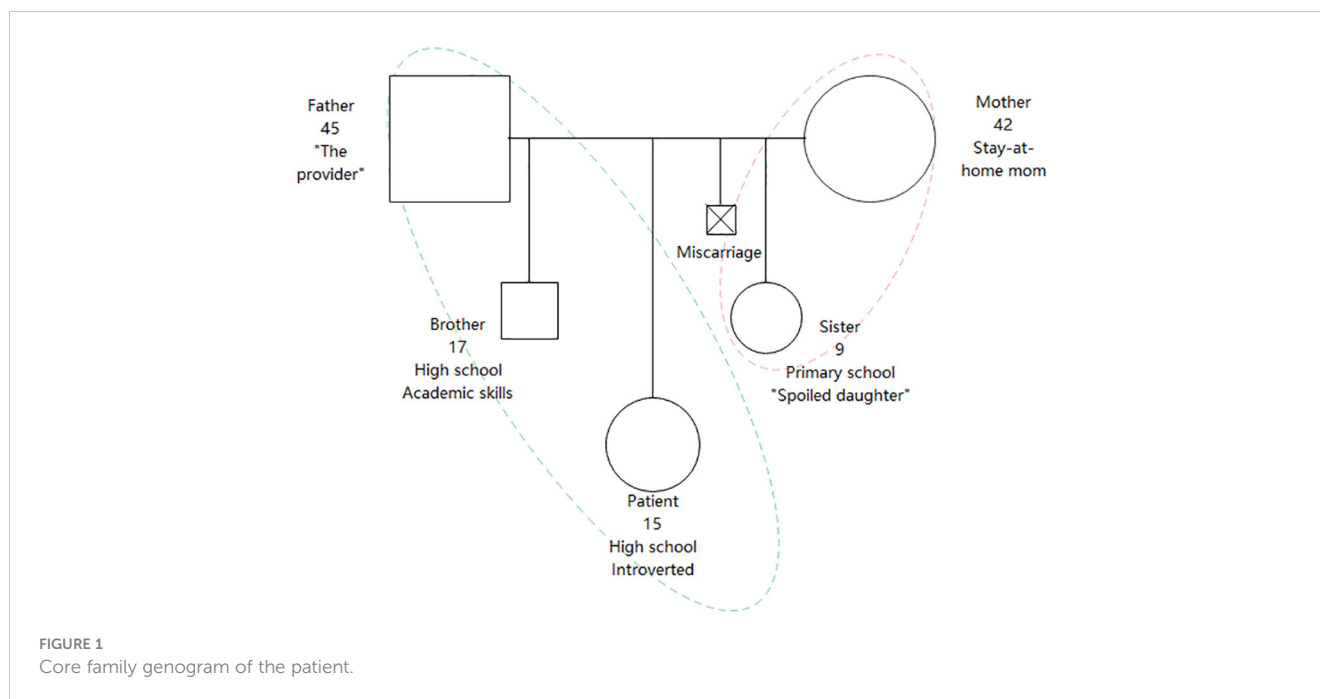 Father
45
"The
provider"
Mother
42
Stay-at-
home mom
Miscarriage
Brother
17
High school
Academic skills
Sister
9
Primary school
"Spoiled daughter"
Patient
15
High school
Introverted
FIGURE 1
Core family genogram of the patient.